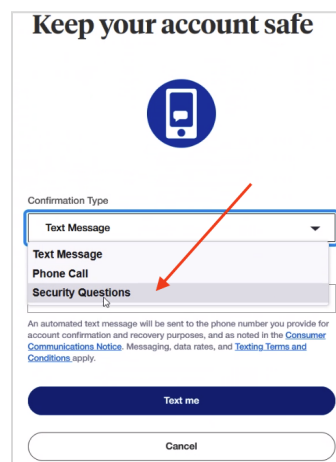 Keep your account safe
Confirmation Type
Text Message
Text Message
Phone Call
Security Questions
An automated text message will be sent to the phone number you provide for
account confirmation and recovery purposes, and as noted in the Consumer
Communications Notice. Messaging, data rates, and Texting Terms and
Conditions apply.
Text me
Cancel